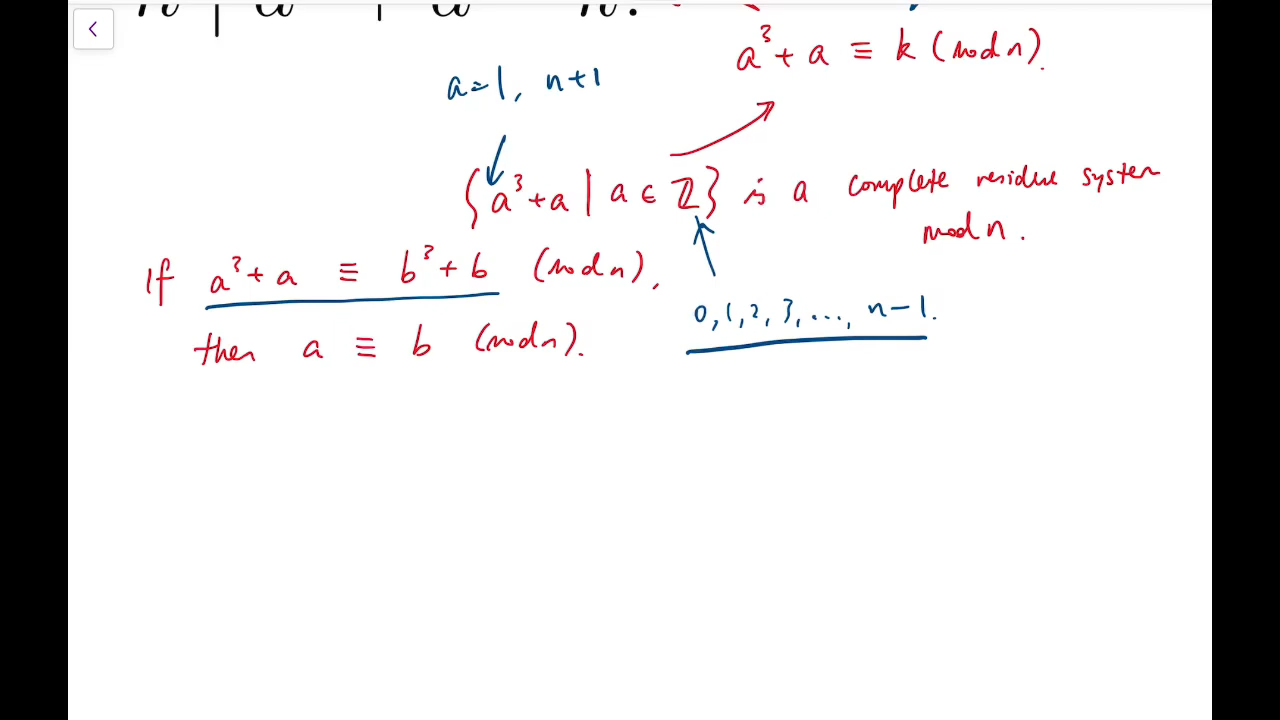 a³ + a ≡ k (mod n).
a = 1, n+1
{a³ + a | a ∈ ℤ} is a complete residue system
mod n.
If a³ + a ≡ b³ + b (mod n),
0, 1, 2, 3, ..., n-1.
then a ≡ b (mod n).